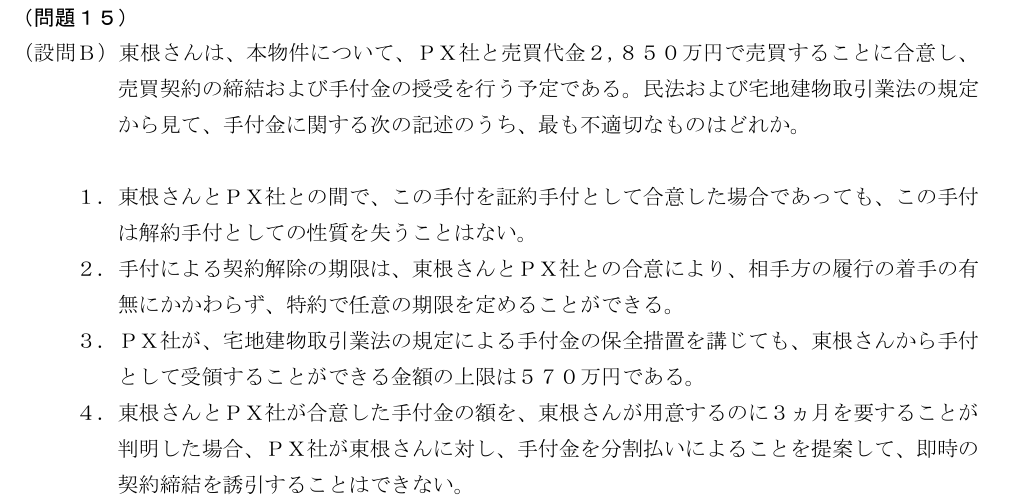 （問題１５）
（設問Ｂ）東根さんは、本物件について、ＰＸ社と売買代金２,８５０万円で売買することに合意し、
売買契約の締結および手付金の授受を行う予定である。民法および宅地建物取引業法の規定
から見て、手付金に関する次の記述のうち、最も不適切なものはどれか。
１．東根さんとＰＸ社との間で、この手付を証約手付として合意した場合であっても、この手付
は解約手付としての性質を失うことはない。
２．手付による契約解除の期限は、東根さんとＰＸ社との合意により、相手方の履行の着手の有
無にかかわらず、特約で任意の期限を定めることができる。
３．ＰＸ社が、宅地建物取引業法の規定による手付金の保全措置を講じても、東根さんから手付
として受領することができる金額の上限は５７０万円である。
４．東根さんとＰＸ社が合意した手付金の額を、東根さんが用意するのに３ヵ月を要することが
判明した場合、ＰＸ社が東根さんに対し、手付金を分割払いによることを提案して、即時の
契約締結を誘引することはできない。